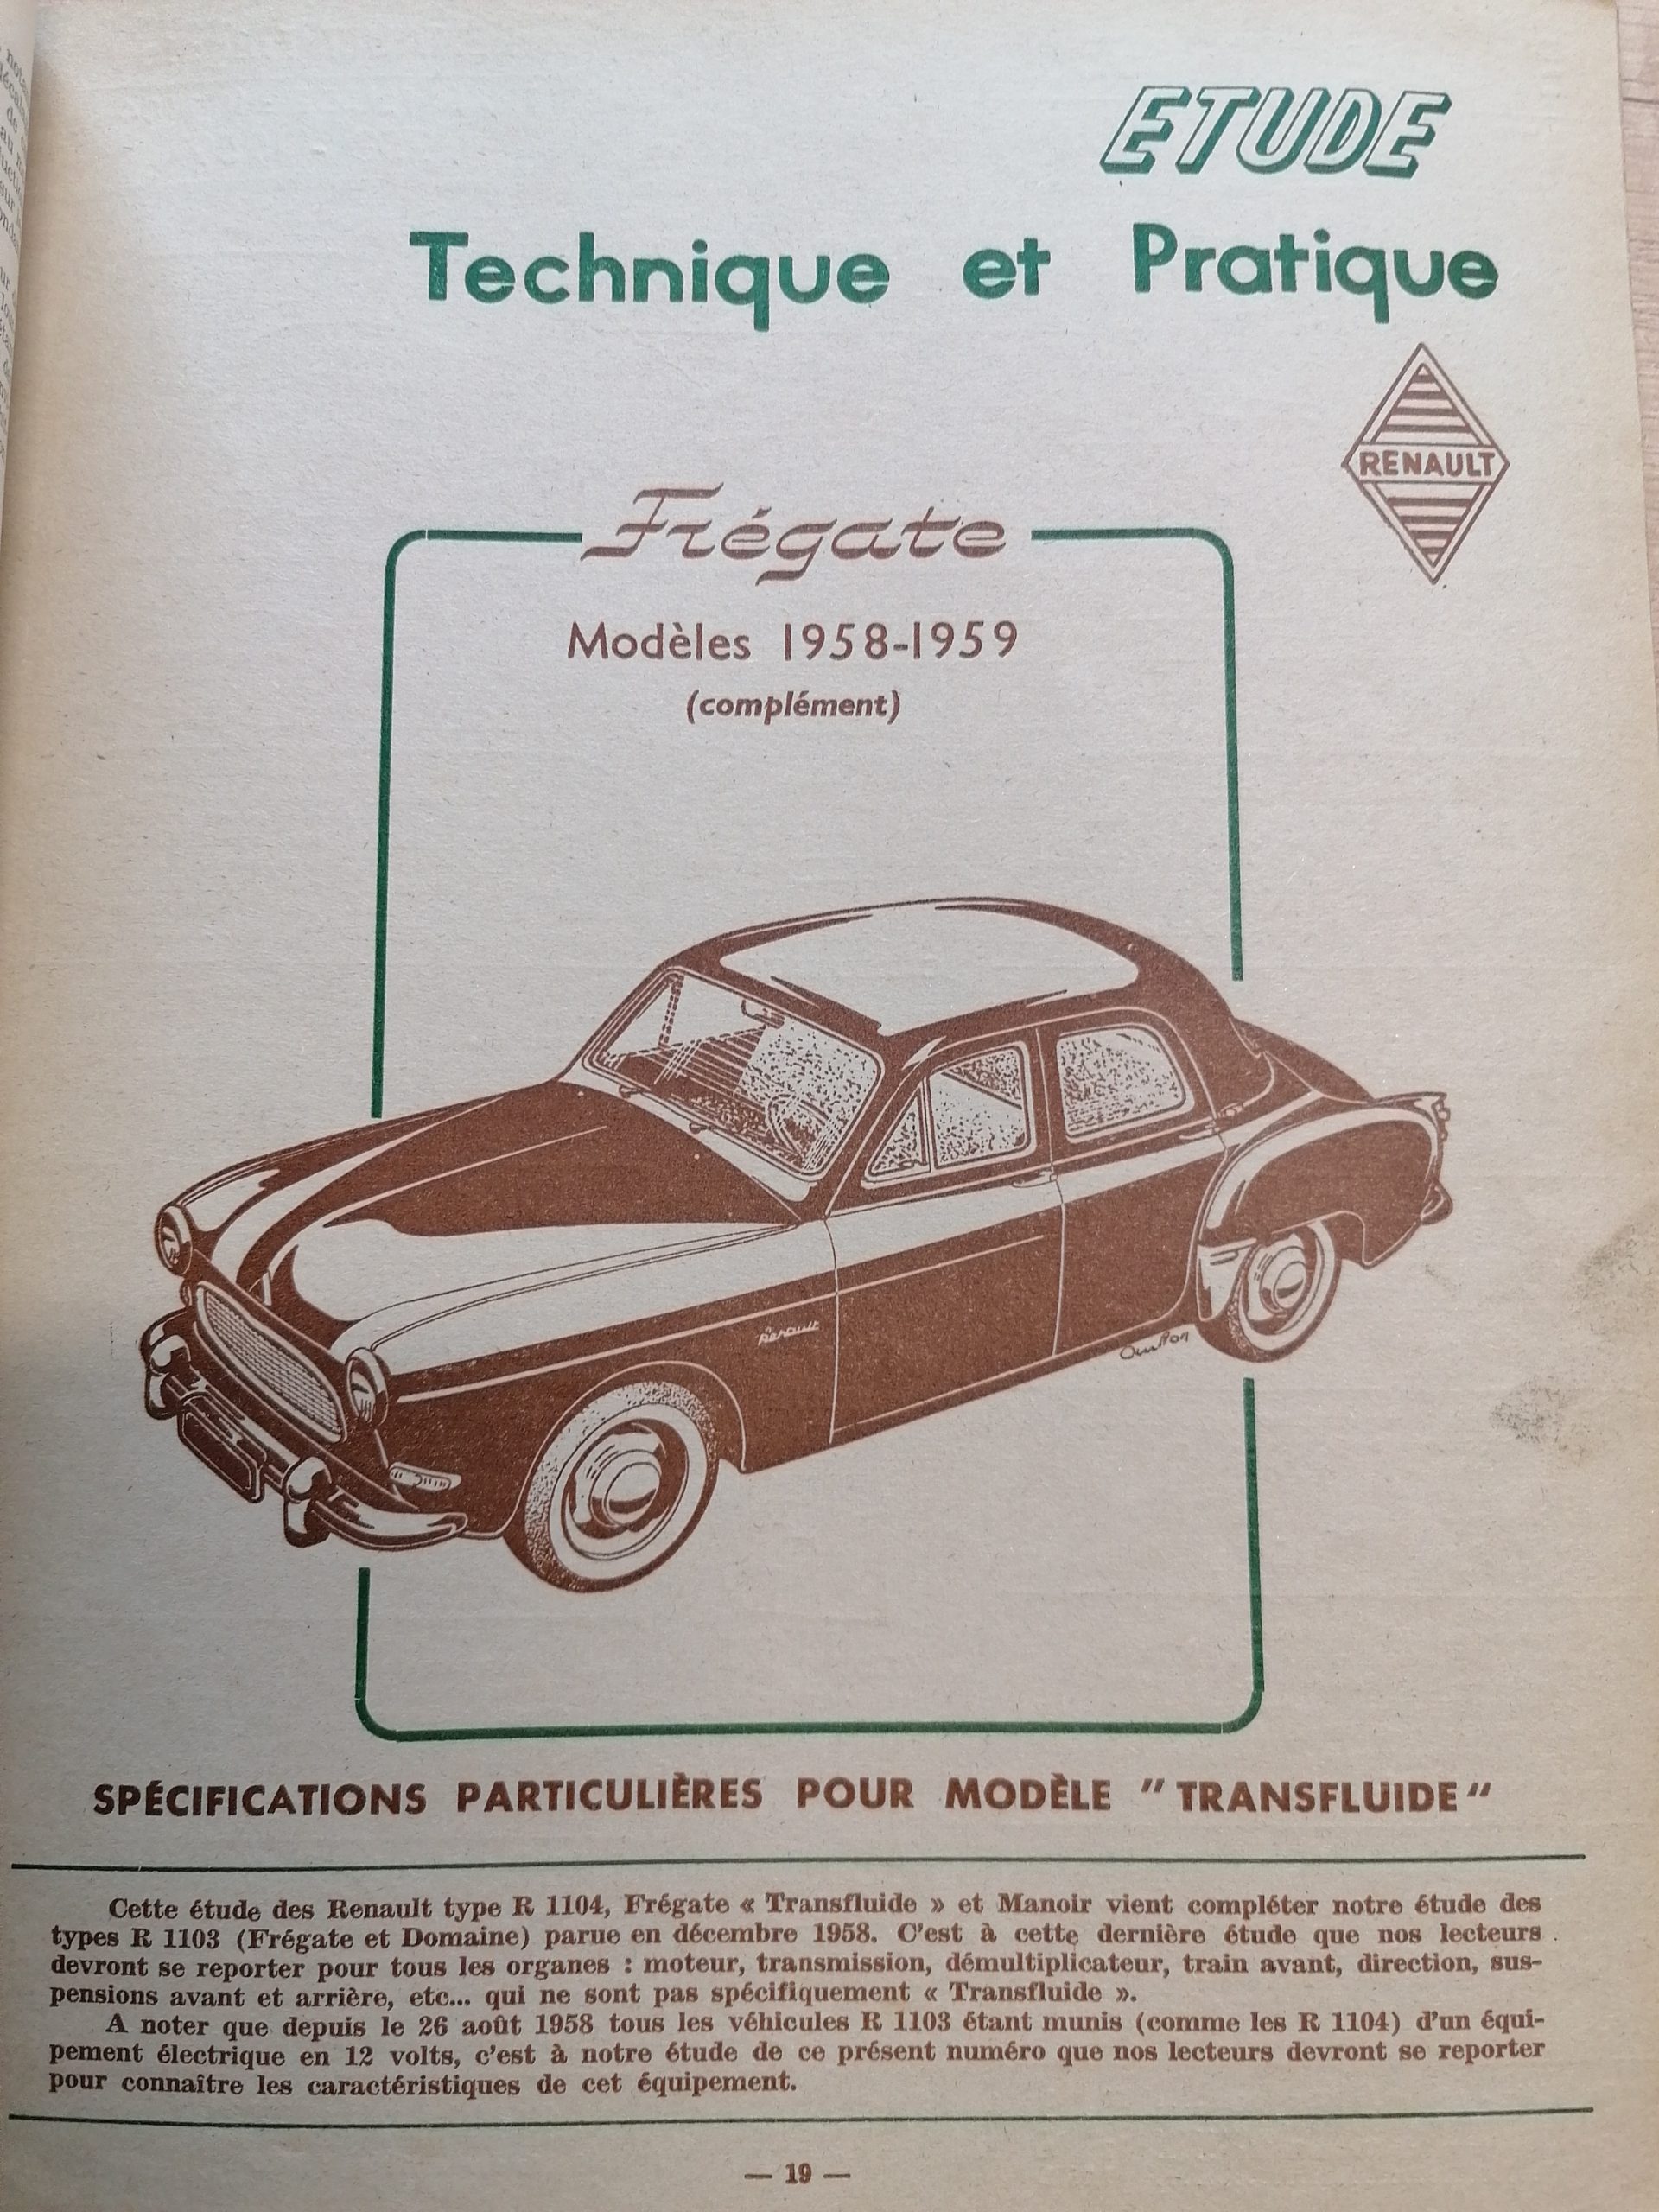 ETUDE
Technique et Pratique
RENAULT
Frégate
Modèles 1958-1959
(complément)
Renault
SPÉCIFICATIONS PARTICULIÈRES POUR MODÈLE "TRANSFLUIDE"
Cette étude des Renault type R 1104, Frégate « Transfluide » et Manoir vient compléter notre étude des
types R 1103 (Frégate et Domaine) parue en décembre 1958. C'est à cette dernière étude que nos lecteurs
devront se reporter pour tous les organes : moteur, transmission, démultiplicateur, train avant, direction, sus-
pensions avant et arrière, etc... qui ne sont pas spécifiquement « Transfluide ».
A noter que depuis le 26 août 1958 tous les véhicules R 1103 étant munis (comme les R 1104) d'un équi-
pement électrique en 12 volts, c'est à notre étude de ce présent numéro que nos lecteurs devront se reporter
pour connaître les caractéristiques de cet équipement.
— 19 —